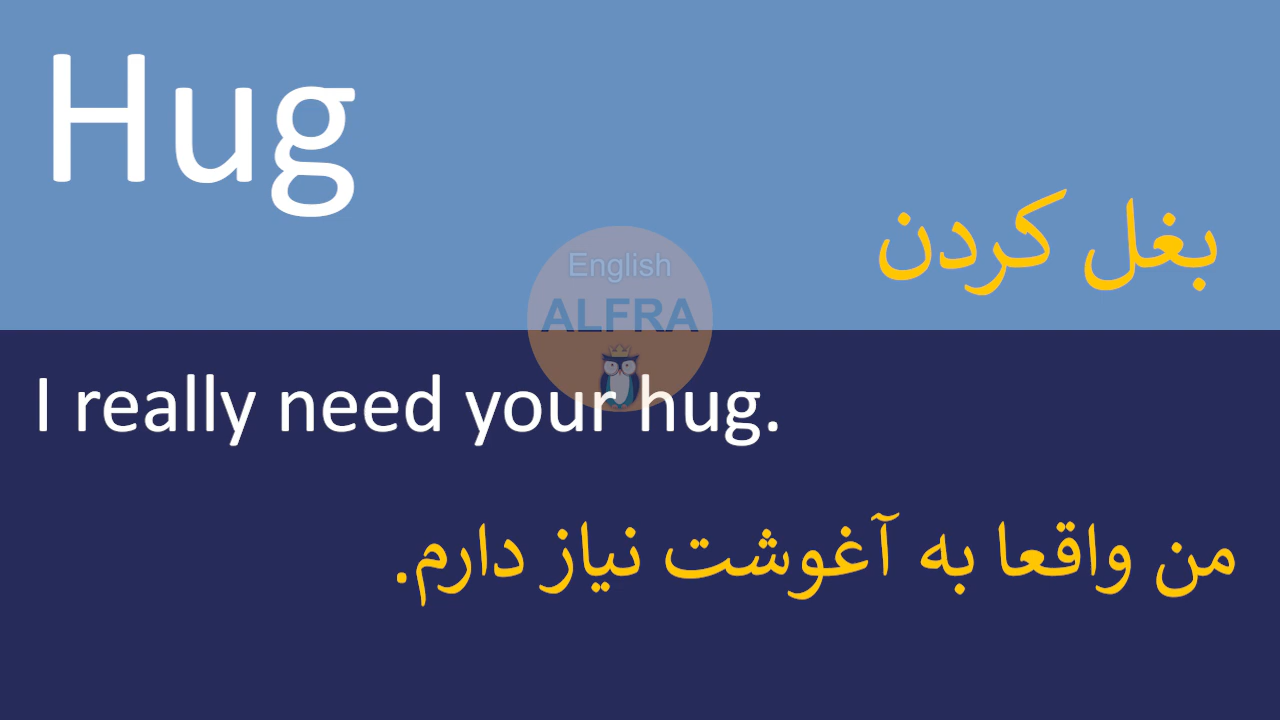 Hug
بغل کردن
English
ALFRA
I really need your hug.
من واقعا به آغوشت نیاز دارم.